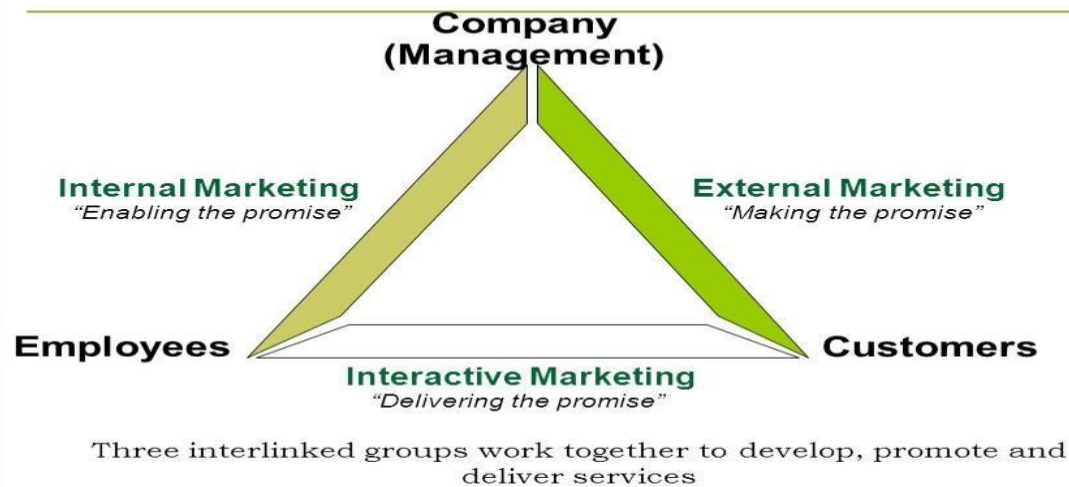 Company
(Management)
Internal Marketing
“Enabling the promise”
External Marketing
“Making the promise”
Employees
Customers
Interactive Marketing
“Delivering the promise”
Three interlinked groups work together to develop, promote and
deliver services